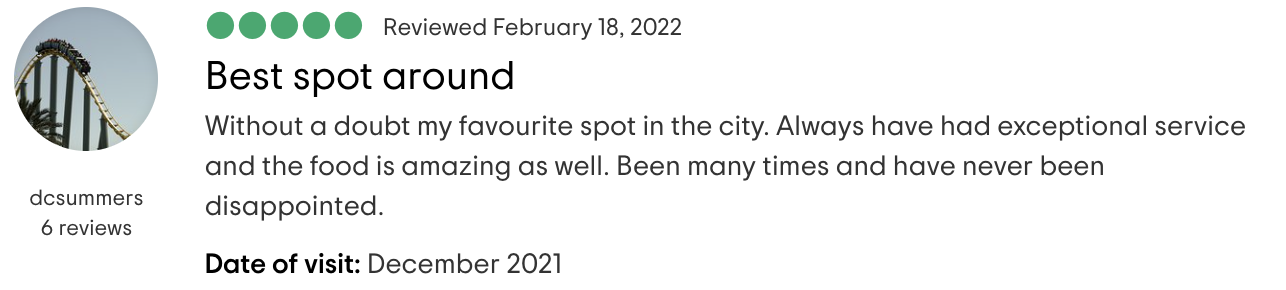 Reviewed February 18, 2022
Best spot around
Without a doubt my favourite spot in the city. Always have had exceptional service
and the food is amazing as well. Been many times and have never been
disappointed.
dcsummers
6 reviews
Date of visit: December 2021